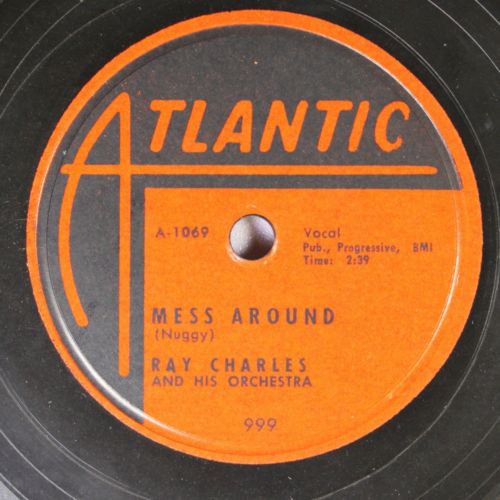 ATLANTIC
A-1069
Vocal
Pub., Progressive, BMI
Time: 2:39
MESS AROUND
(Nuggy)
RAY CHARLES
AND HIS ORCHESTRA
999